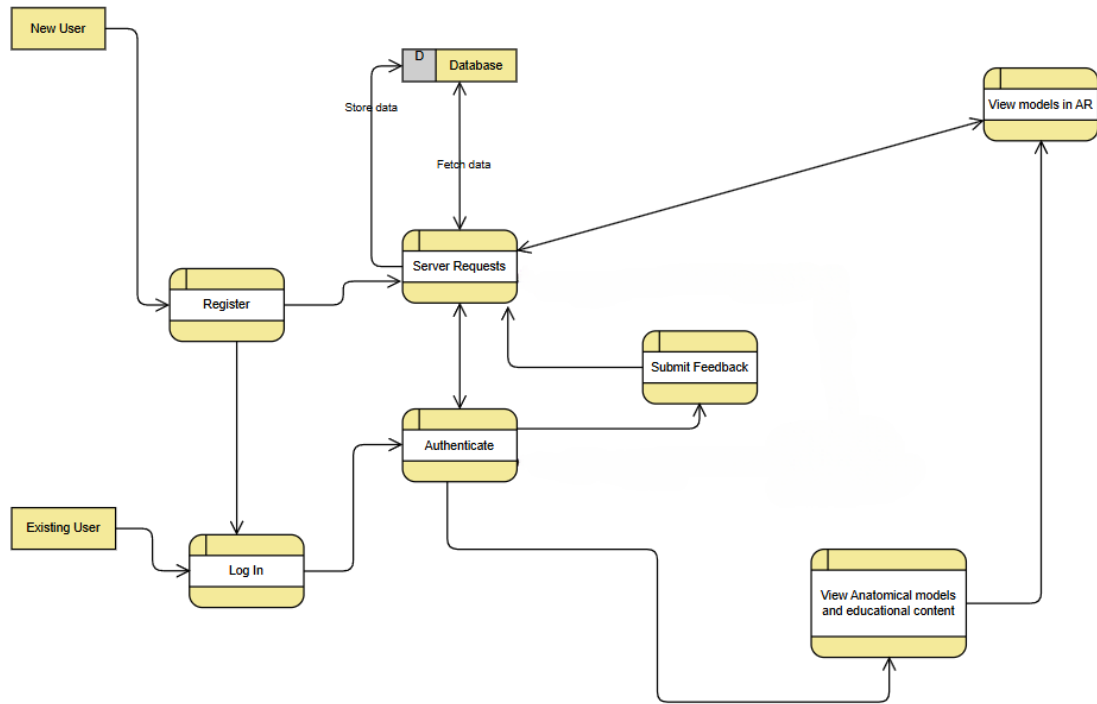 New User
D
Database
Store data
View models in AR
Fetch data
Server Requests
Register
Submit Feedback
Authenticate
Existing User
Log In
View Anatomical models
and educational content